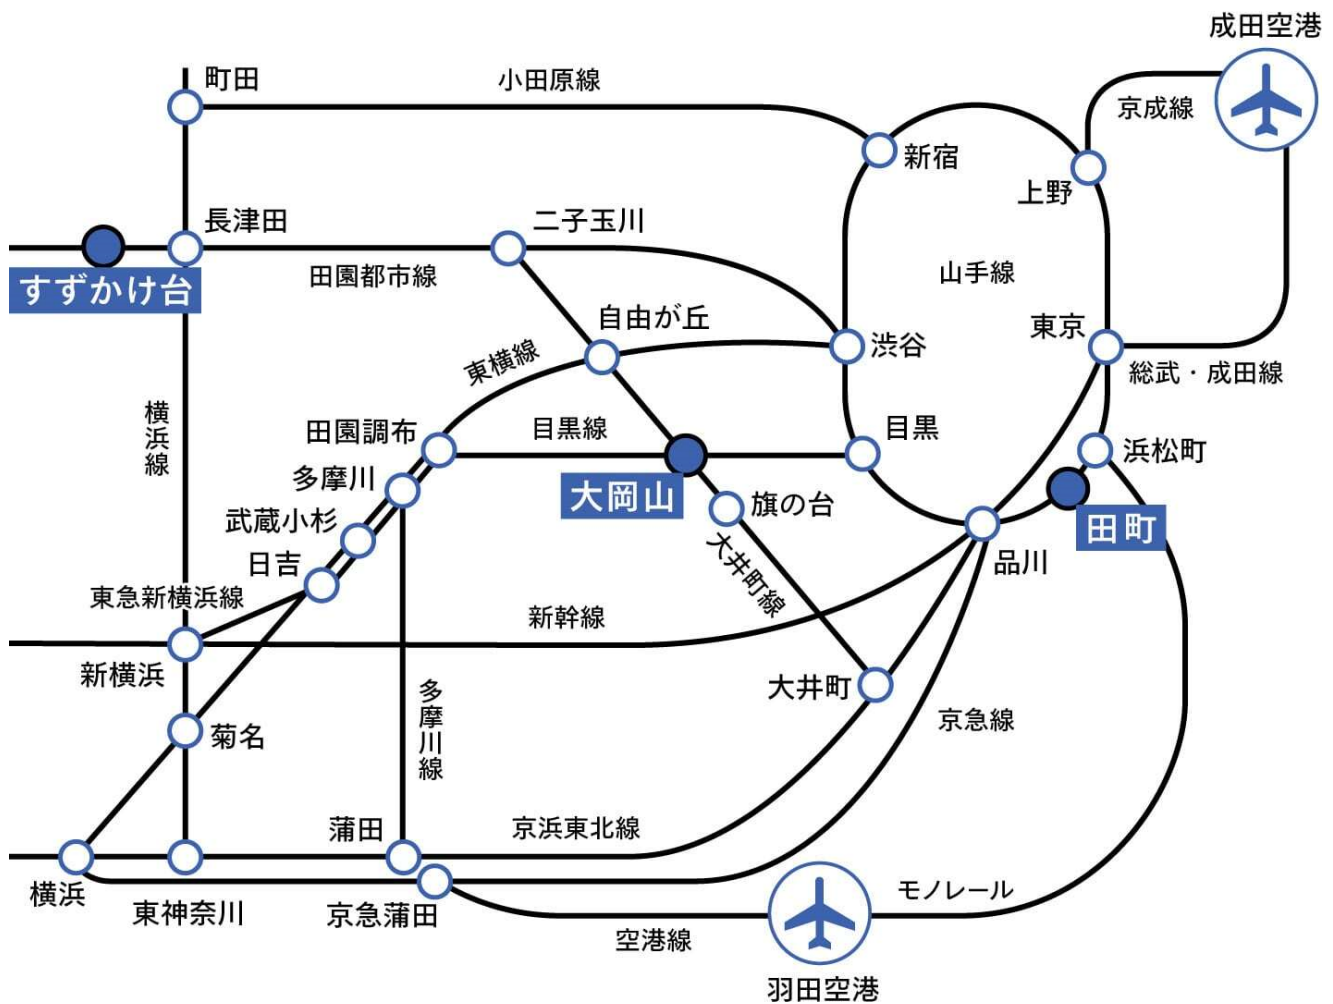 成田空港
町田
小田原線
京成線
新宿
上野
長津田
二子玉川
すずかけ台
田園都市線
山手線
自由が丘
東京
渋谷
東横線
総武・成田線
横浜線
田園調布
目黒線
目黒
浜松町
多摩川
大岡山
旗の台
田町
武蔵小杉
日吉
大井町線
品川
東急新横浜線
新幹線
新横浜
大井町
多摩川線
京急線
菊名
蒲田
京浜東北線
横浜
東神奈川
京急蒲田
モノレール
空港線
羽田空港